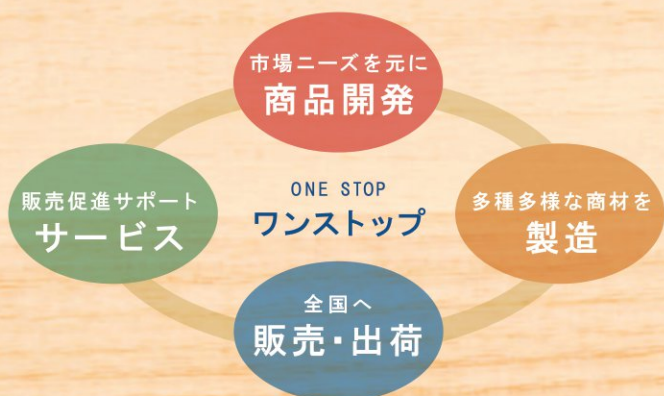 市場ニーズを元に
商品開発
販売促進サポート
サービス
ONE STOP
ワンストップ
多種多様な商材を
製造
全国へ
販売・出荷